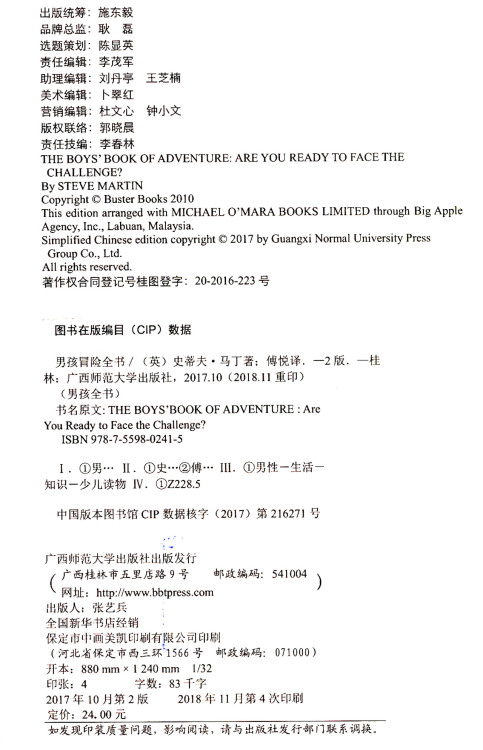 出版统筹：施东毅
品牌总监：耿　磊
选题策划：陈显英
责任编辑：李茂军
助理编辑：刘丹亭　王芝楠
美术编辑：卜翠红
营销编辑：杜文心　钟小文
版权联络：郭晓晨
责任技编：李春林
THE BOYS' BOOK OF ADVENTURE: ARE YOU READY TO FACE THE
CHALLENGE?
By STEVE MARTIN
Copyright © Buster Books 2010
This edition arranged with MICHAEL O'MARA BOOKS LIMITED through Big Apple
Agency, Inc., Labuan, Malaysia.
Simplified Chinese edition copyright © 2017 by Guangxi Normal University Press
Group Co., Ltd.
All rights reserved.
著作权合同登记号桂图登字：20-2016-223 号
图书在版编目（CIP）数据
男孩冒险全书 / （英）史蒂夫·马丁著；傅悦译. —2 版. —桂
林：广西师范大学出版社，2017.10（2018.11 重印）
（男孩全书）
书名原文: THE BOYS'BOOK OF ADVENTURE : Are
You Ready to Face the Challenge?
ISBN 978-7-5598-0241-5
Ⅰ. ①男… Ⅱ. ①史…②傅… Ⅲ. ①男性－生活－
知识－少儿读物 Ⅳ. ①Z228.5
中国版本图书馆 CIP 数据核字（2017）第 216271 号
广西师范大学出版社出版发行
（广西桂林市五里店路 9 号　邮政编码：541004
网址：http://www.bbtpress.com）
出版人：张艺兵
全国新华书店经销
保定市中画美凯印刷有限公司印刷
（河北省保定市西三环 1566 号　邮政编码：071000）
开本：880 mm × 1 240 mm　1/32
印张：4　　字数：83 千字
2017 年 10 月第 2 版　　2018 年 11 月第 4 次印刷
定价：24.00 元
如发现印装质量问题，影响阅读，请与出版社发行部门联系调换。